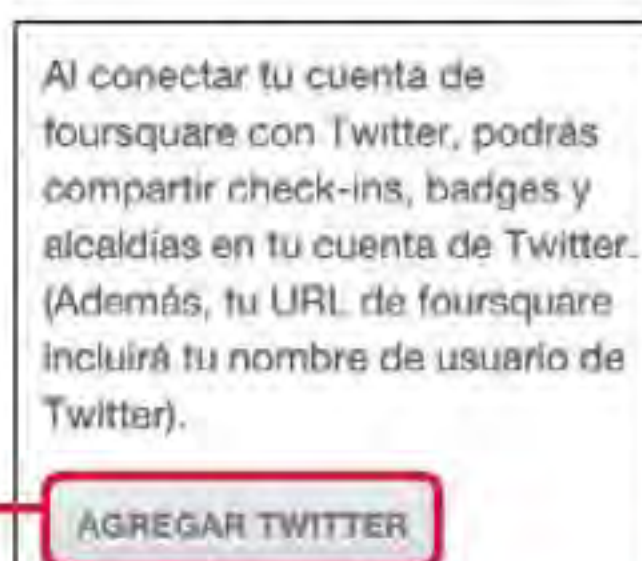 Al conectar tu cuenta de
foursquare con Twitter, podrás
compartir check-ins, badges y
alcaldías en tu cuenta de Twitter.
(Además, tu URL de foursquare
incluirá tu nombre de usuario de
Twitter).
AGREGAR TWITTER